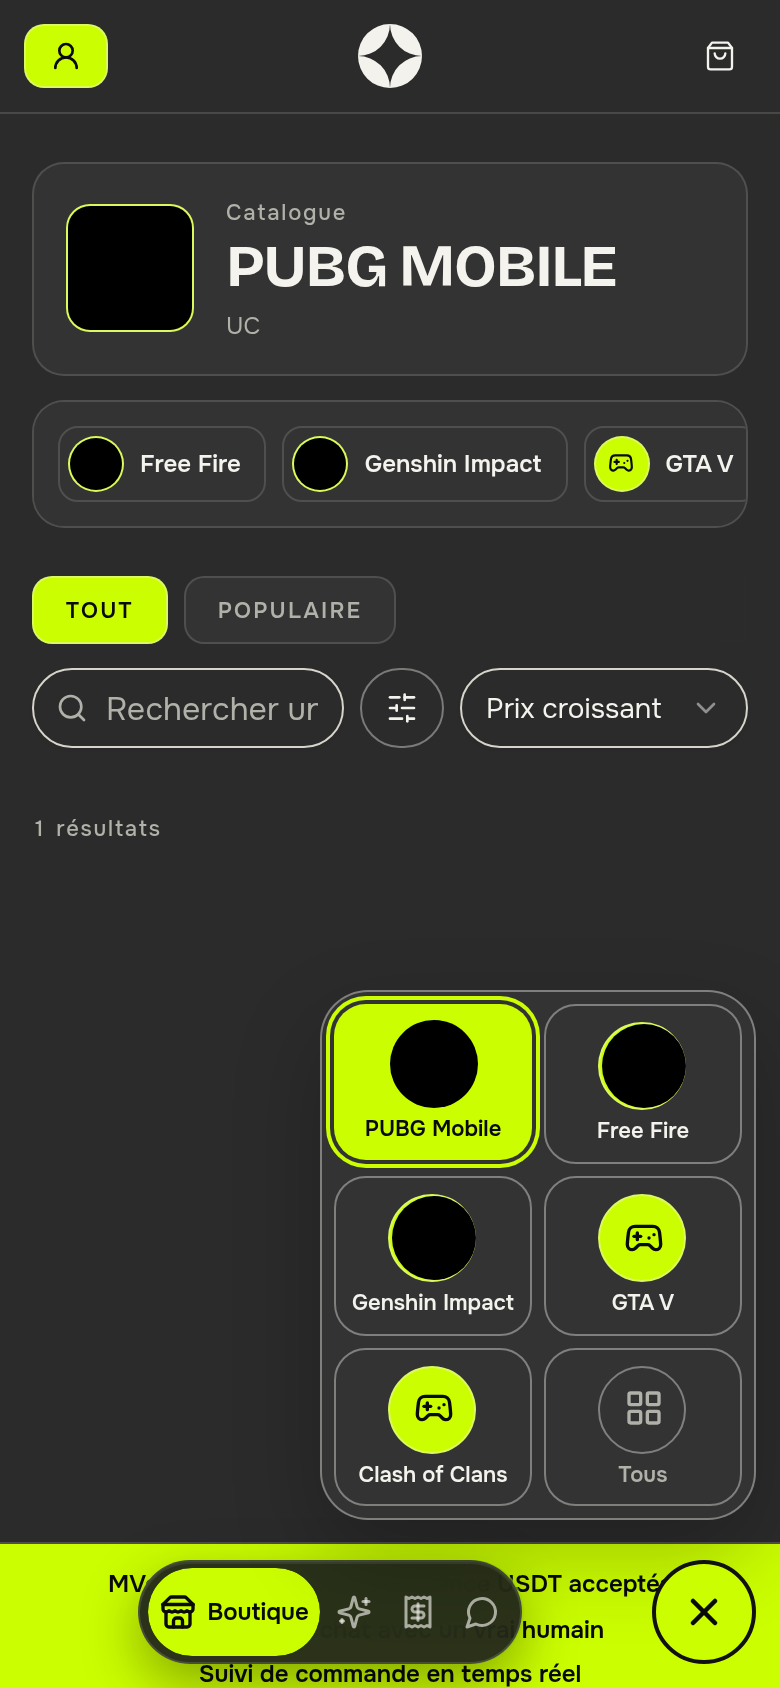 Catalogue
PUBG MOBILE
UC
Free Fire
Genshin Impact
GTA V
TOUT
POPULAIRE
Rechercher ur
Prix croissant
1 résultats
PUBG Mobile
Free Fire
Genshin Impact
GTA V
Clash of Clans
Tous
USDT accepté
Boutique
humain
Suivi de commande en temps réel